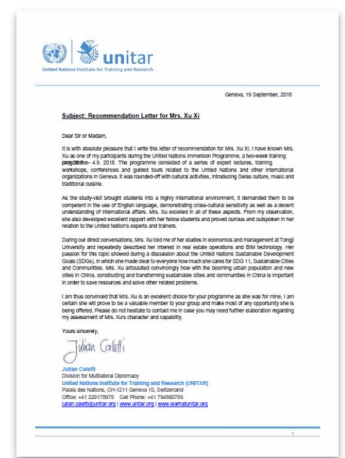 unitar
United Nations Institute for Training and Research
Geneva, 19 September, 2018
Subject: Recommendation Letter for Mrs. Xu Xi
Dear Sir or Madam,
It is with absolute pleasure that I write this letter of recommendation for Mrs. Xu Xi. I have known Mrs.
Xu as one of my participants during the United Nations Immersion Programme, a two-week training
4.9. 2018. The programme consisted of a series of expert lectures, training
workshops, conferences and guided tours related to the United Nations and other international
organizations in Geneva. It was rounded-off with cultural activities, introducing Swiss culture, music and
traditional cuisine.
As the study-visit brought students into a highly international environment, it demanded them to be
competent in the use of English language, demonstrating cross-cultural sensitivity as well as a decent
understanding of international affairs. Mrs. Xu excelled in all of these aspects. From my observation,
she also developed excellent rapport with her fellow students and proved curious and outspoken in her
relation to the United Nations experts and trainers.
During our direct conversations, Mrs. Xu told me of her studies in economics and management at Tongji
University and repeatedly described her interest in real estate operations and BIM technology. Her
passion for this topic showed during a discussion about the United Nations Sustainable Development
Goals (SDGs), in which she made clear to everyone how much she cares for SDG 11, Sustainable Cities
and Communities. Mrs. Xu articulated convincingly how with the booming urban population and new
cities in China, constructing and transforming sustainable cities and communities in China is important
in order to save resources and solve other related problems.
I am thus convinced that Mrs. Xu is an excellent choice for your programme as she was for mine. I am
certain she will prove to be a valuable member to your group and make most of any opportunity she is
being offered. Please do not hesitate to contact me in case you may need further elaboration regarding
my assessment of Mrs. Xu's character and capability.
Yours sincerely,
Julian Caletti
Julian Caletti
Division for Multilateral Diplomacy
United Nations Institute for Training and Research (UNITAR)
Palais des Nations, CH-1211 Geneva 10, Switzerland
Office: +41 229178978 Cell Phone: +41 794692769
julian.caletti@unitar.org | www.unitar.org |
1